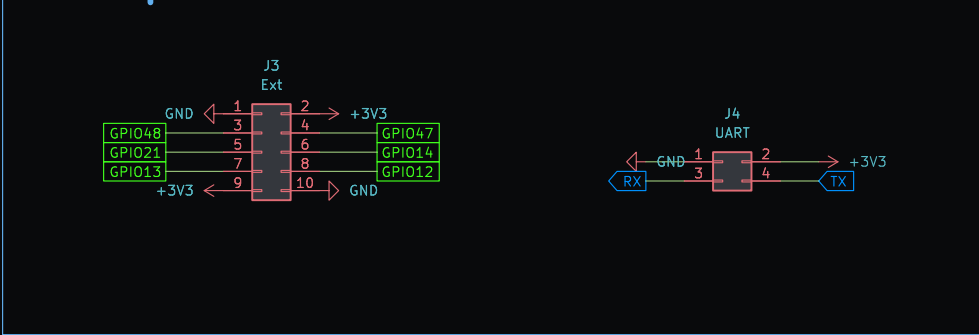 J3
Ext
GND 1 2 +3V3
GPIO48 3 4 GPIO47
GPIO21 5 6 GPIO14
GPIO13 7 8 GPIO12
+3V3 9 10 GND
J4
UART
GND 1 2 +3V3
RX 3 4 TX